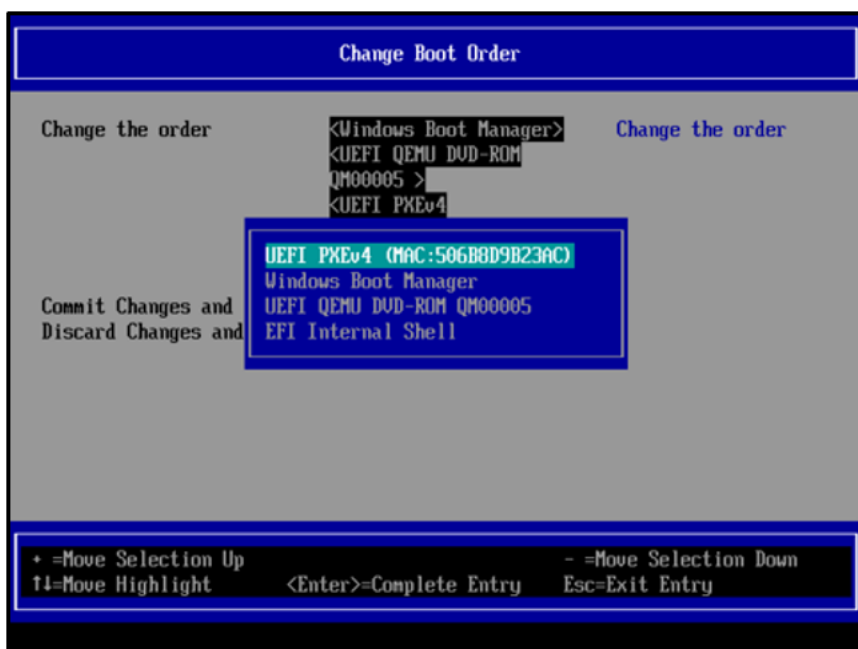 Change Boot Order
Change the order <Windows Boot Manager> Change the order
<UEFI QEMU DVD-ROM
QM00005 >
<UEFI PXEv4
UEFI PXEv4 (MAC:506B8D9B23AC)
Windows Boot Manager
Commit Changes and UEFI QEMU DVD-ROM QM00005
Discard Changes and EFI Internal Shell
+ =Move Selection Up - =Move Selection Down
↑↓=Move Highlight <Enter>=Complete Entry Esc=Exit Entry